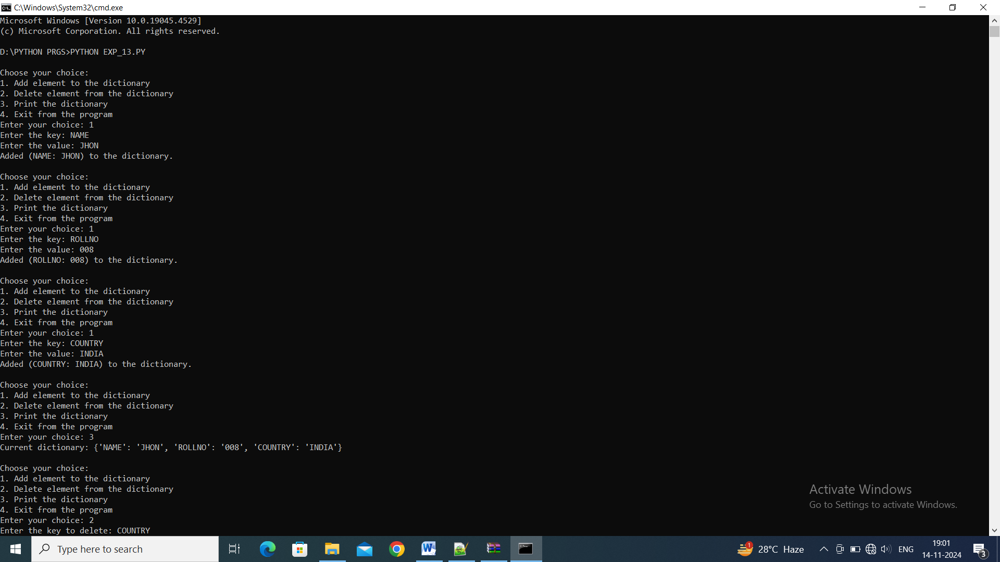 C:\Windows\System32\cmd.exe
Microsoft Windows [Version 10.0.19045.4529]
(c) Microsoft Corporation. All rights reserved.
D:\PYTHON PRGS>PYTHON EXP_13.PY
Choose your choice:
1. Add element to the dictionary
2. Delete element from the dictionary
3. Print the dictionary
4. Exit from the program
Enter your choice: 1
Enter the key: NAME
Enter the value: JHON
Added (NAME: JHON) to the dictionary.
Choose your choice:
1. Add element to the dictionary
2. Delete element from the dictionary
3. Print the dictionary
4. Exit from the program
Enter your choice: 1
Enter the key: ROLLNO
Enter the value: 008
Added (ROLLNO: 008) to the dictionary.
Choose your choice:
1. Add element to the dictionary
2. Delete element from the dictionary
3. Print the dictionary
4. Exit from the program
Enter your choice: 1
Enter the key: COUNTRY
Enter the value: INDIA
Added (COUNTRY: INDIA) to the dictionary.
Choose your choice:
1. Add element to the dictionary
2. Delete element from the dictionary
3. Print the dictionary
4. Exit from the program
Enter your choice: 3
Current dictionary: {'NAME': 'JHON', 'ROLLNO': '008', 'COUNTRY': 'INDIA'}
Choose your choice:
1. Add element to the dictionary
2. Delete element from the dictionary
3. Print the dictionary
4. Exit from the program
Enter your choice: 2
Enter the key to delete: COUNTRY
Activate Windows
Go to Settings to activate Windows.
Type here to search
1
28°C Haze
ENG
19:01
14-11-2024
3